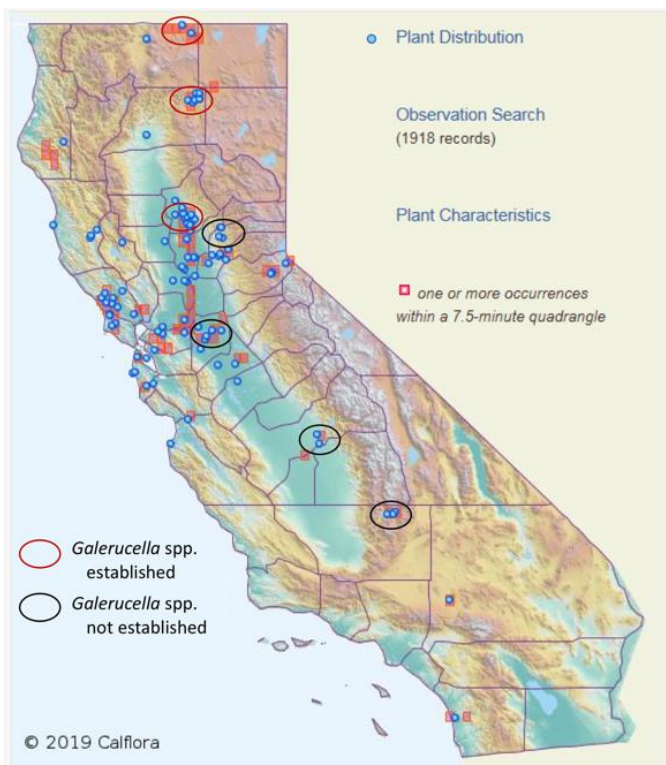 Plant Distribution
Observation Search
(1918 records)
Plant Characteristics
one or more occurrences
within a 7.5-minute quadrangle
Galerucella spp.
established
Galerucella spp.
not established
© 2019 Calflora